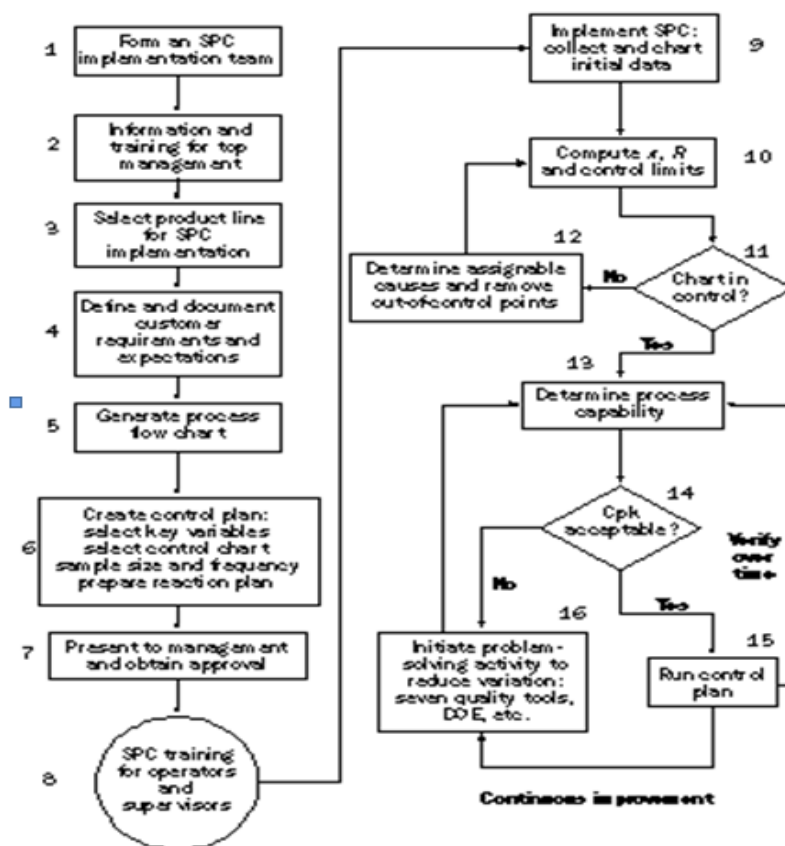 1
Form an SPC
implementation team
2
Information and
training for top
management
3
Select product line
for SPC
implementation
4
Define and document
customer
requirements and
expectations
5
Generate process
flow chart
6
Create control plan:
select key variables
select control chart
sample size and frequency
prepare reaction plan
7
Present to management
and obtain approval
8
SPC training
for operators
and
supervisors
9
Implement SPC:
collect and chart
initial data
10
Compute x, R
and control limits
11
Chart in
control?
No
12
Determine assignable
causes and remove
out-of-control points
Yes
13
Determine process
capability
14
Cpk
acceptable?
Verify
over
time
No
Yes
15
Run control
plan
16
Initiate problem-
solving activity to
reduce variation:
seven quality tools,
DOE, etc.
Continuous improvement